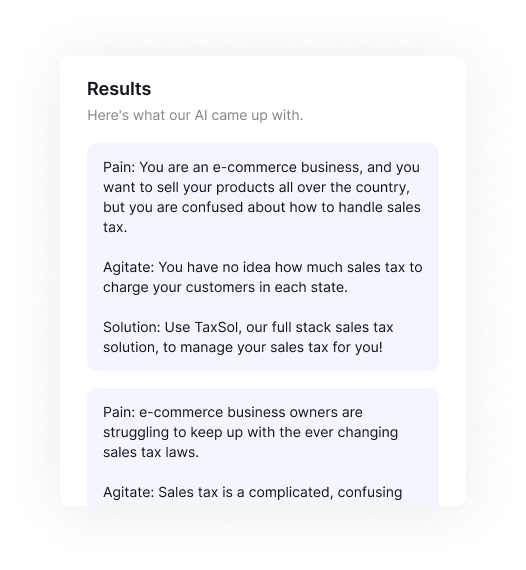 Results
Here's what our AI came up with.
Pain: You are an e-commerce business, and you
want to sell your products all over the country,
but you are confused about how to handle sales
tax.
Agitate: You have no idea how much sales tax to
charge your customers in each state.
Solution: Use TaxSol, our full stack sales tax
solution, to manage your sales tax for you!
Pain: e-commerce business owners are
struggling to keep up with the ever changing
sales tax laws.
Agitate: Sales tax is a complicated, confusing